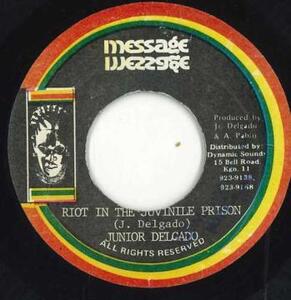 message
message
Produced by
Jr. Delgado
& A. Pablo
Distributed by:
Dynamic Sounds
15 Bell Road
Kgn. 11
923-9138,
923-9168
RIOT IN THE JUVINILE PRISON
(J. Delgado)
JUNIOR DELGADO
ALL RIGHTS RESERVED